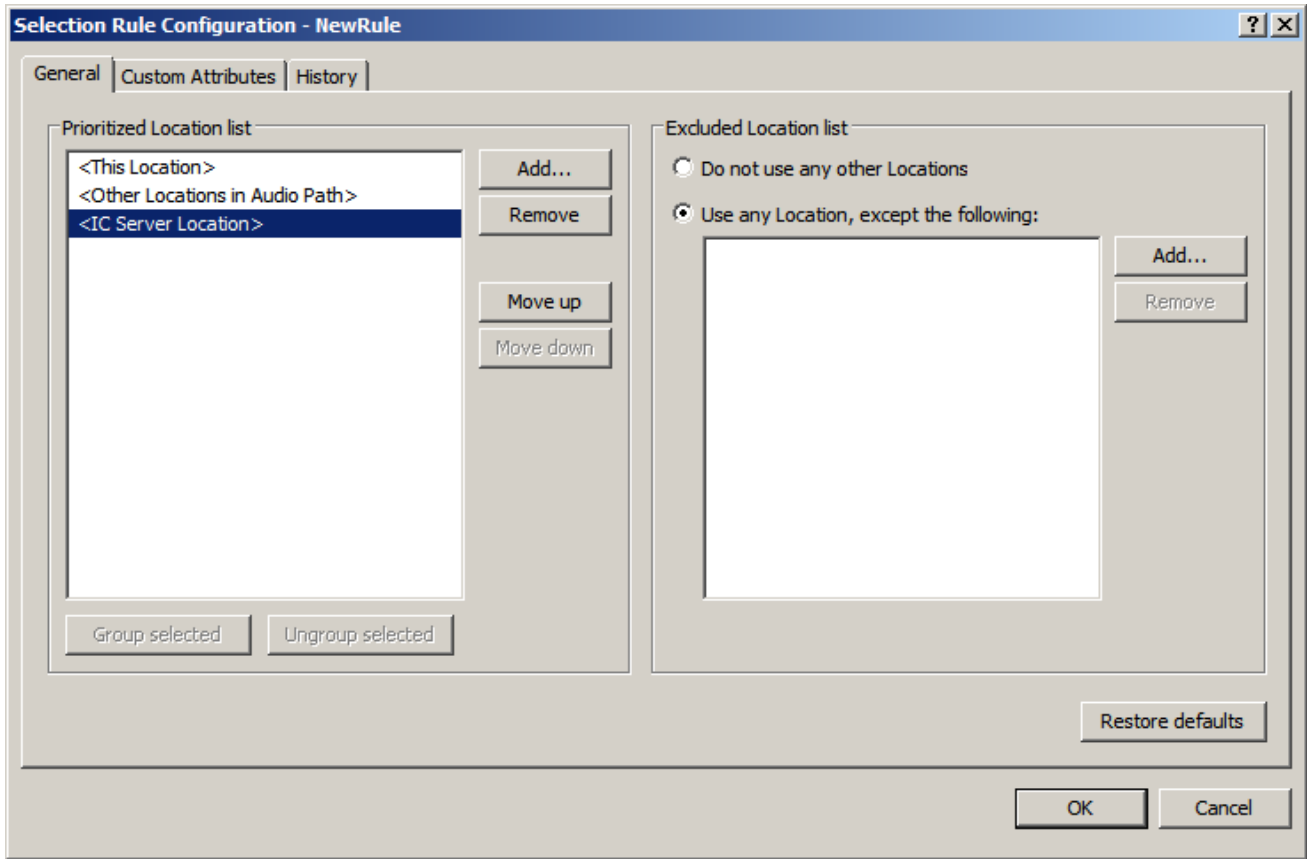 Selection Rule Configuration - NewRule
General
Custom Attributes
History
Prioritized Location list
<This Location>
<Other Locations in Audio Path>
<IC Server Location>
Add...
Remove
Move up
Move down
Group selected
Ungroup selected
Excluded Location list
Do not use any other Locations
Use any Location, except the following:
Add...
Remove
Restore defaults
OK
Cancel